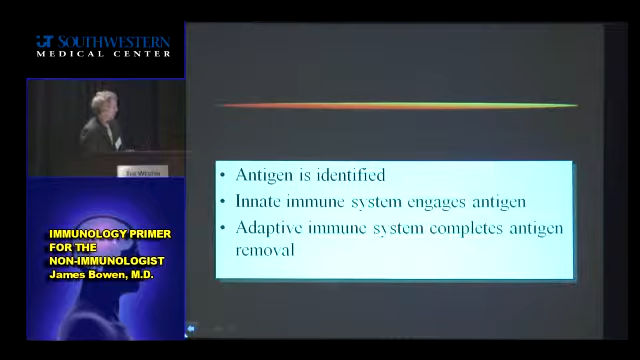 UT SOUTHWESTERN
MEDICAL CENTER
IMMUNOLOGY PRIMER
FOR THE
NON-IMMUNOLOGIST
James Bowen, M.D.
• Antigen is identified
• Innate immune system engages antigen
• Adaptive immune system completes antigen
removal